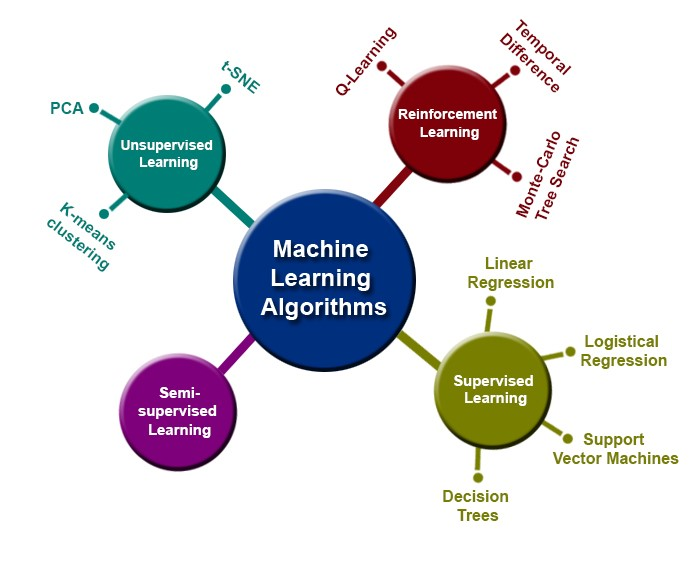 Machine
Learning
Algorithms
Unsupervised
Learning
PCA
t-SNE
K-means
clustering
Reinforcement
Learning
Q-Learning
Temporal
Difference
Monte-Carlo
Tree Search
Supervised
Learning
Linear
Regression
Logistical
Regression
Support
Vector Machines
Decision
Trees
Semi-
supervised
Learning